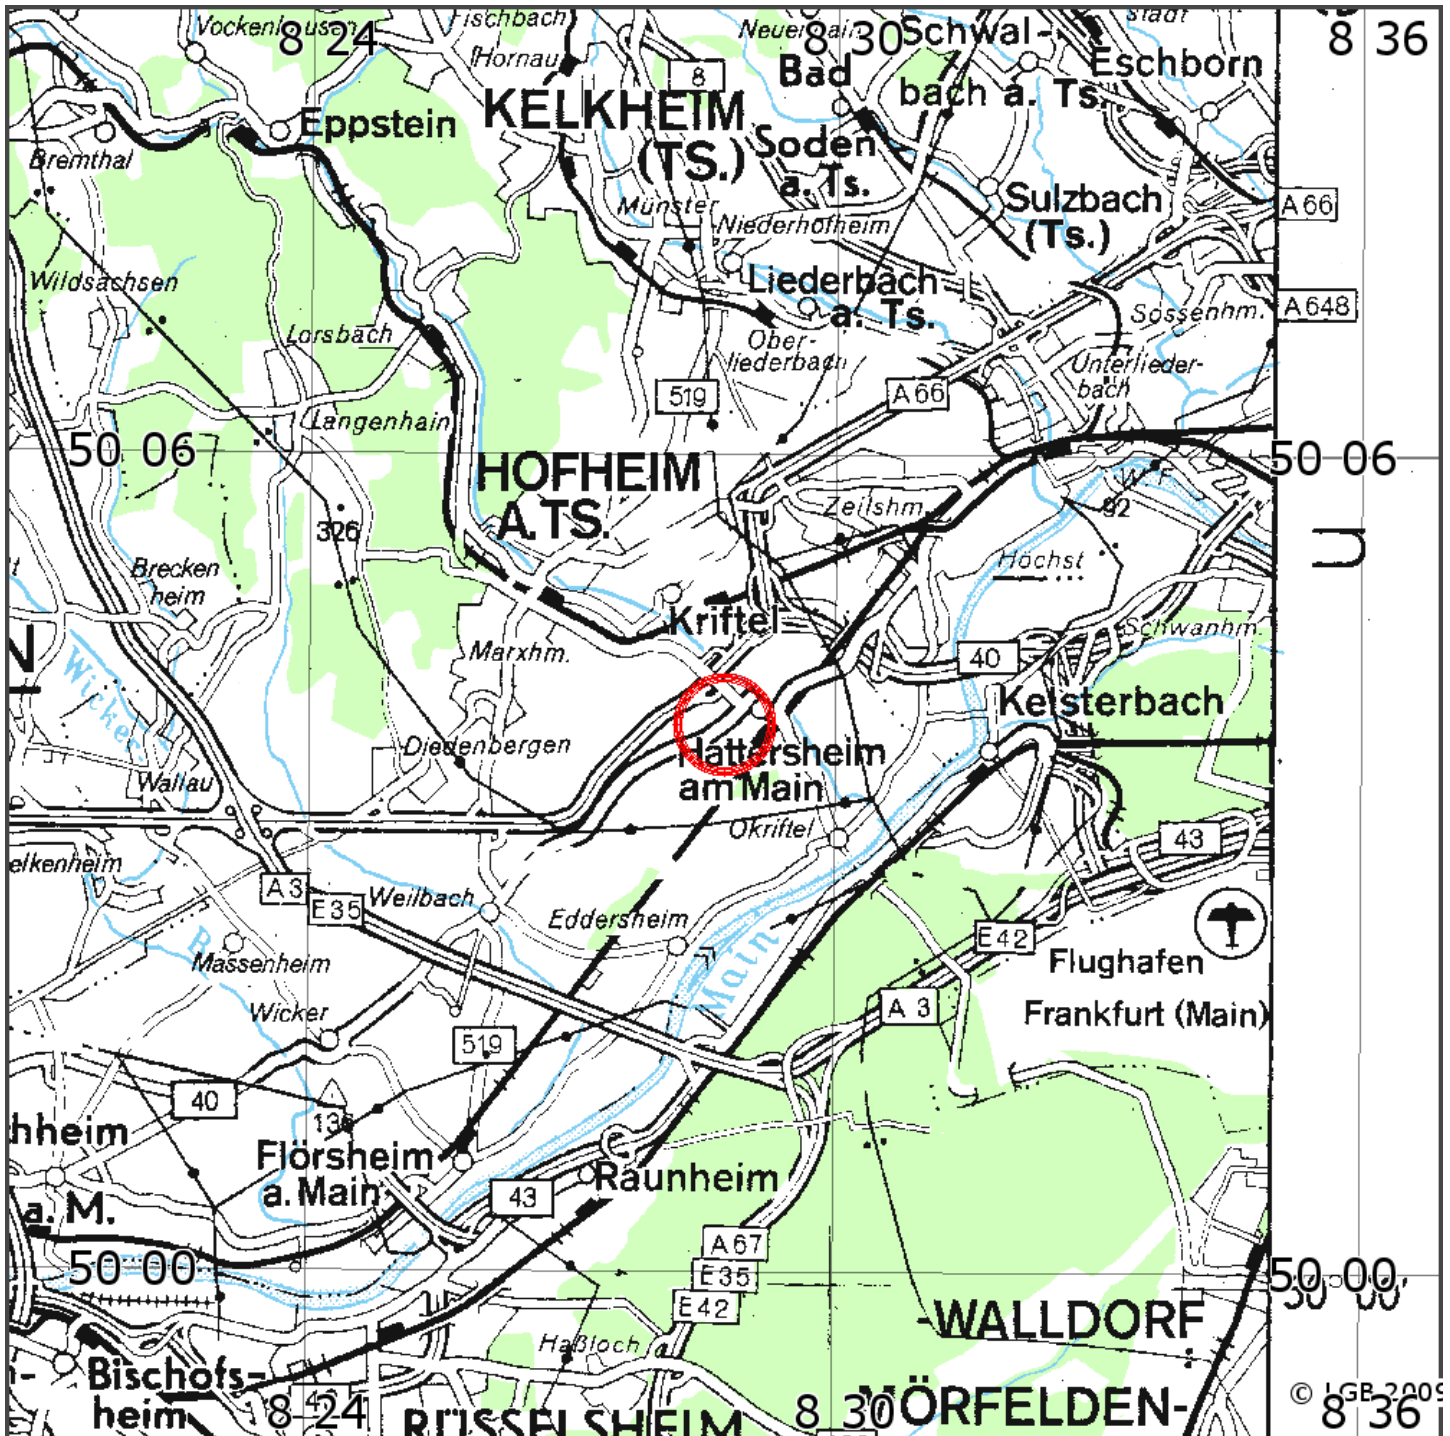 Vockenhausen
8 24
Fischbach
(Hornau)
8
8 30
Bad
Schwal-
bach a. Ts.
Eschborn
8 36
Eppstein
KELKHEIM
(TS.)
Soden
a. Ts.
Bremthal
Münster
Niederhofheim
Sulzbach
(Ts.)
A 66
Wildsachsen
Liederbach
a. Ts.
A 648
Sossenhm.
Lorsbach
Ober-
liederbach
Unterlieder-
bach
519
A 66
Langenhain
50 06
HOFHEIM
A.TS.
50 06
326
Zeilshm.
92
Höchst
Brecken
heim
Kriftel
Schwanhm.
N
Marxhm.
40
Wicker
Kelsterbach
Diedenbergen
Hattersheim
am Main
Wallau
Okriftel
43
elkenheim
A 3
E 35
Weilbach
Eddersheim
E 42
Flughafen
Frankfurt (Main)
Massenheim
Main
Wicker
A 3
519
40
hheim
Flörsheim
a. Main
Raunheim
43
a. M.
A 67
E 35
E 42
50 00
50 00
WALLDORF
Haßloch
Bischofs-
heim
8 24
RÜSSELSHEIM
8 30
MÖRFELDEN-
© LGB 2009
8 36